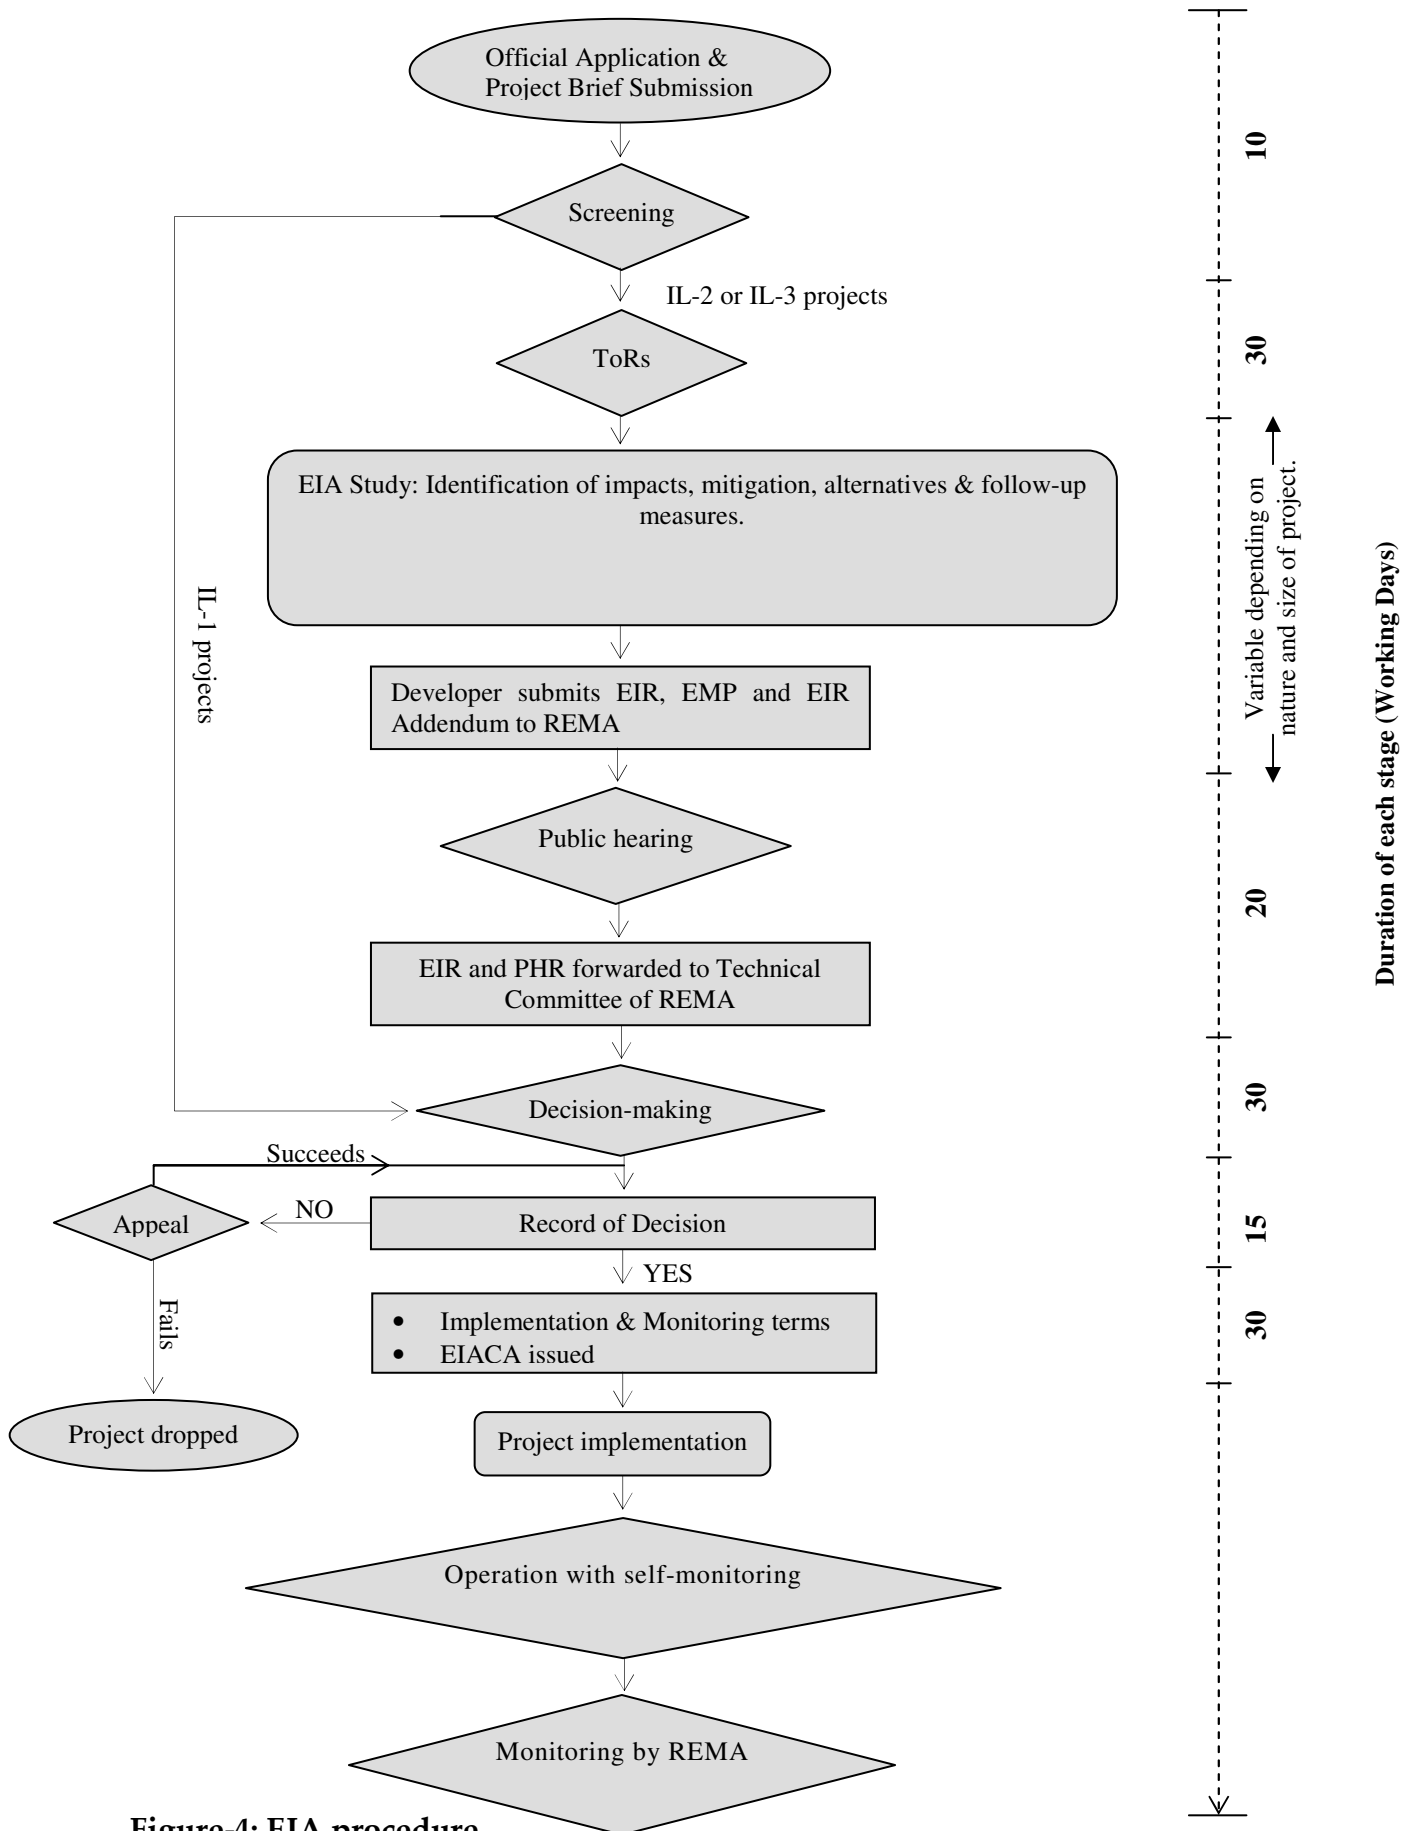 Official Application &
Project Brief Submission
10
Screening
IL-2 or IL-3 projects
ToRs
30
EIA Study: Identification of impacts, mitigation, alternatives & follow-up
measures.
Variable depending on
nature and size of project.
Duration of each stage (Working Days)
IL-1 projects
Developer submits EIR, EMP and EIR
Addendum to REMA
Public hearing
20
EIR and PHR forwarded to Technical
Committee of REMA
Decision-making
30
Succeeds
Appeal
NO
Record of Decision
15
YES
Fails
• Implementation & Monitoring terms
• EIACA issued
30
Project dropped
Project implementation
Operation with self-monitoring
Monitoring by REMA
Figure-4: EIA procedure